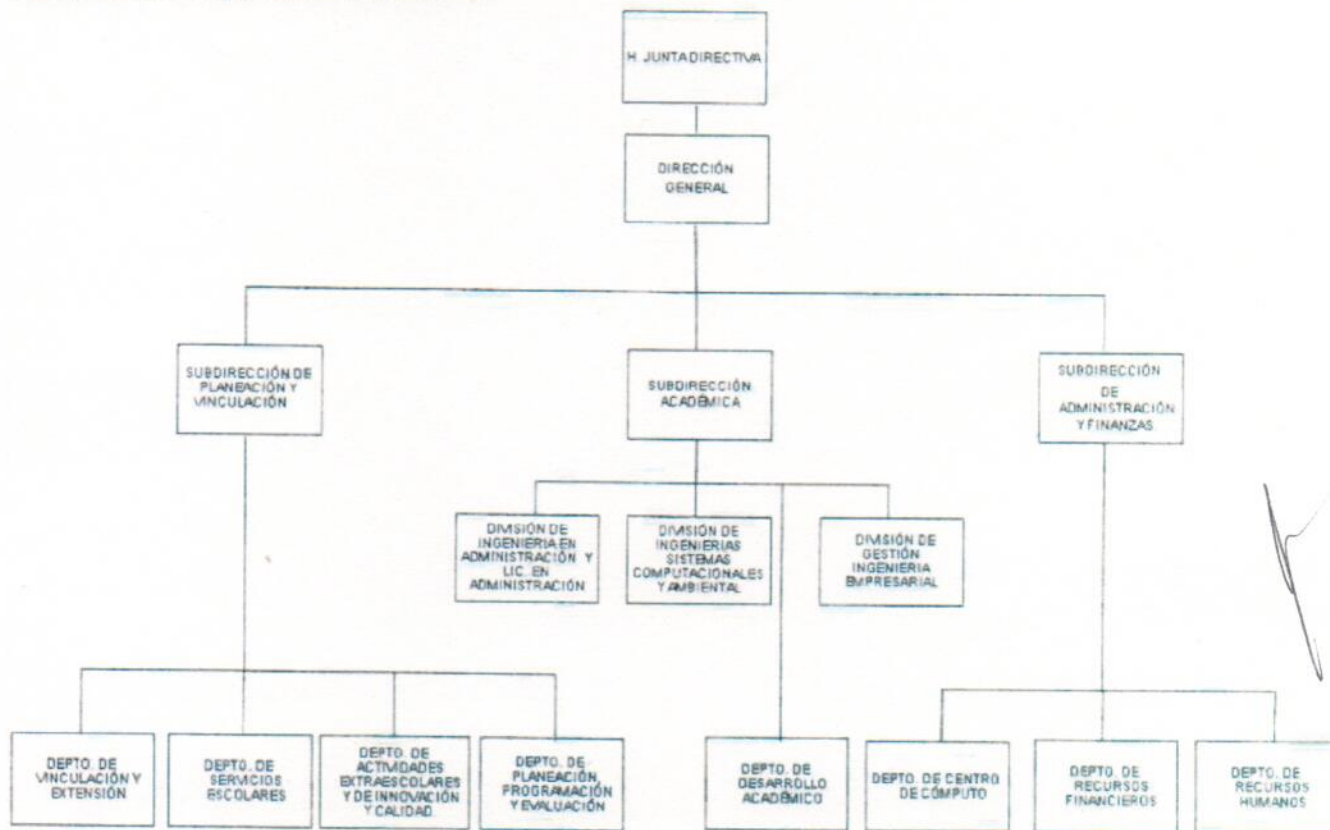 H. JUNTA DIRECTIVA
DIRECCIÓN
GENERAL
SUBDIRECCIÓN DE
PLANEACIÓN Y
VINCULACIÓN
SUBDIRECCIÓN
ACADÉMICA
SUBDIRECCIÓN
DE
ADMINISTRACIÓN
Y FINANZAS
DIVISIÓN DE
INGENIERIA EN
ADMINISTRACIÓN Y
LIC. EN
ADMINISTRACIÓN
DIVISIÓN DE
INGENIERIAS
SISTEMAS
COMPUTACIONALES
Y AMBIENTAL
DIVISIÓN DE
GESTIÓN
INGENIERIA
EMPRESARIAL
DEPTO. DE
VINCULACIÓN Y
EXTENSIÓN
DEPTO. DE
SERVICIOS
ESCOLARES
DEPTO. DE
ACTIVIDADES
EXTRAESCOLARES
Y DE INNOVACIÓN
Y CALIDAD
DEPTO. DE
PLANEACIÓN,
PROGRAMACIÓN
Y EVALUACIÓN
DEPTO. DE
DESARROLLO
ACADÉMICO
DEPTO. DE CENTRO
DE CÓMPUTO
DEPTO. DE
RECURSOS
FINANCIEROS
DEPTO. DE
RECURSOS
HUMANOS